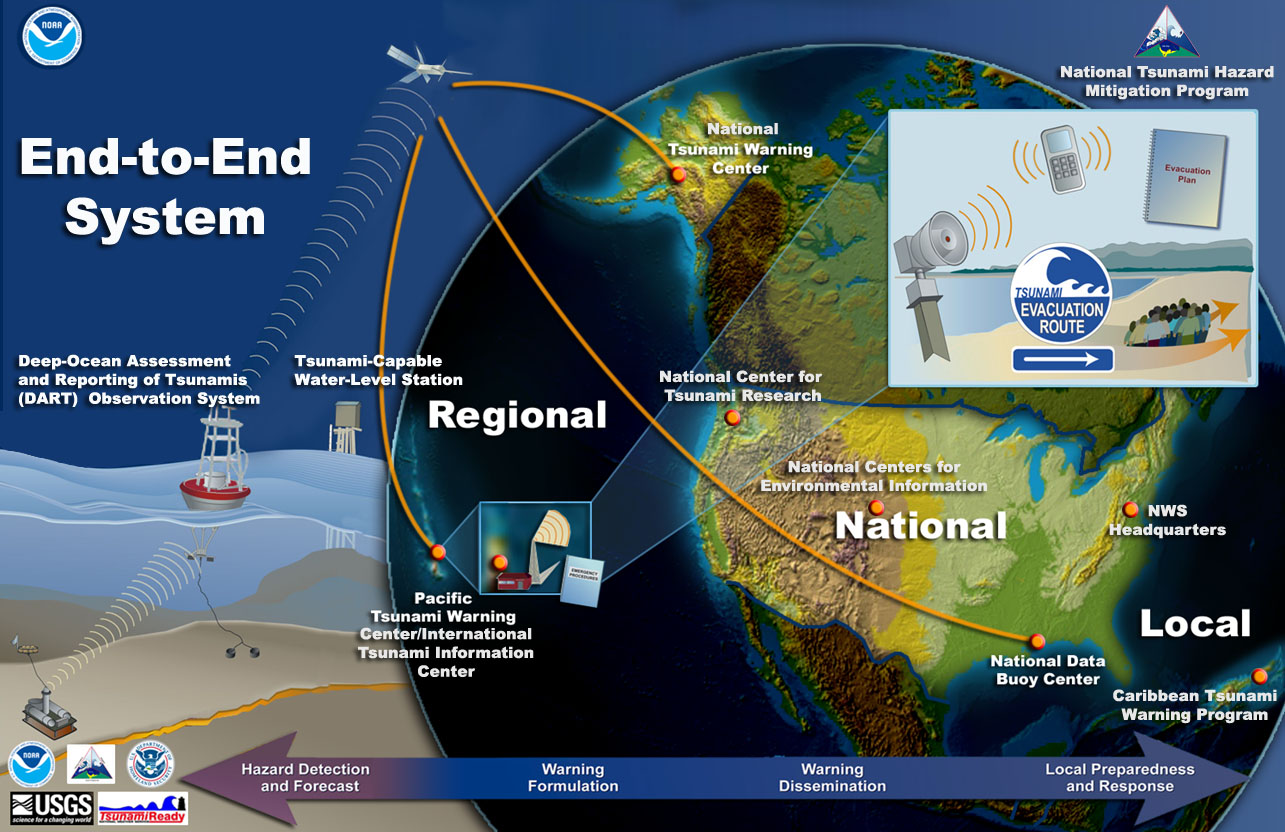 NOAA
End-to-End
System
National Tsunami Hazard
Mitigation Program
National
Tsunami Warning
Center
Evacuation
Plan
TSUNAMI
EVACUATION
ROUTE
Deep-Ocean Assessment
and Reporting of Tsunamis
(DART) Observation System
Tsunami-Capable
Water-Level Station
Regional
National Center for
Tsunami Research
National Centers for
Environmental Information
National
NWS
Headquarters
EMERGENCY
PROCEDURES
Pacific
Tsunami Warning
Center/International
Tsunami Information
Center
Local
National Data
Buoy Center
Caribbean Tsunami
Warning Program
Hazard Detection
and Forecast
Warning
Formulation
Warning
Dissemination
Local Preparedness
and Response
NOAA
USGS
science for a changing world
TsunamiReady